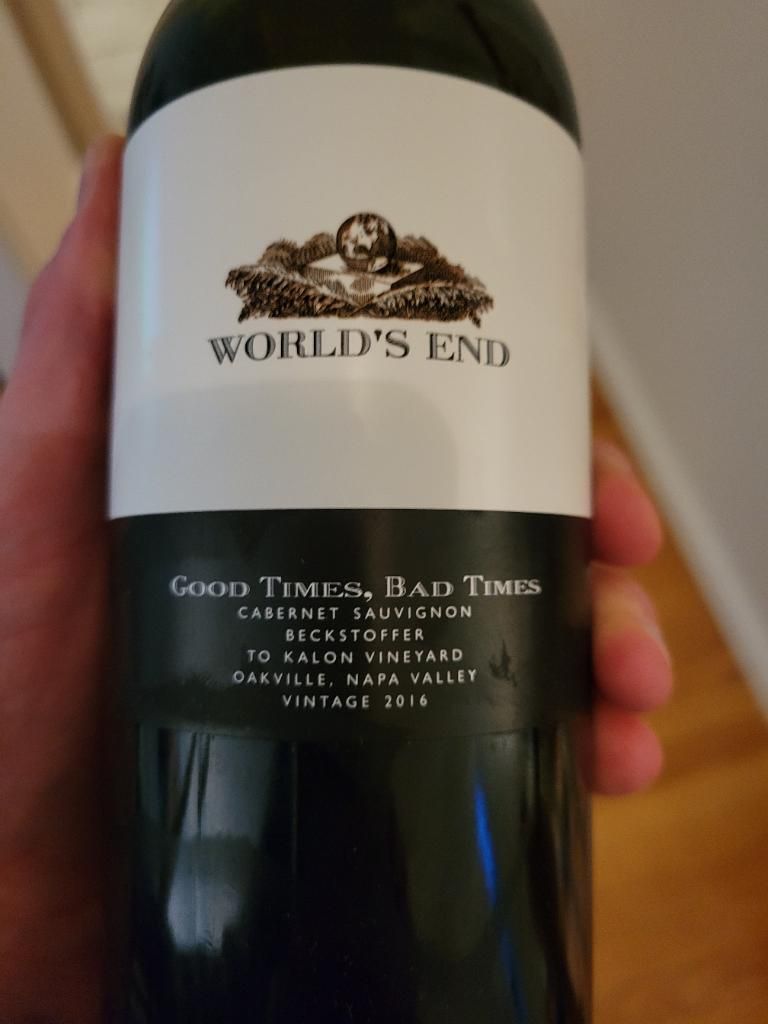 WORLD'S END
GOOD TIMES, BAD TIMES
CABERNET SAUVIGNON
BECKSTOFFER
TO KALON VINEYARD
OAKVILLE, NAPA VALLEY
VINTAGE 2016